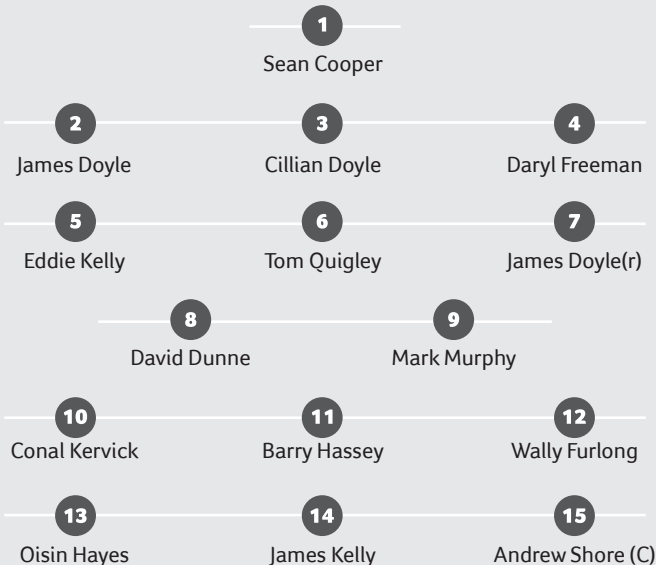 1
Sean Cooper
2 3 4
James Doyle Cillian Doyle Daryl Freeman
5 6 7
Eddie Kelly Tom Quigley James Doyle(r)
8 9
David Dunne Mark Murphy
10 11 12
Conal Kervick Barry Hassey Wally Furlong
13 14 15
Oisin Hayes James Kelly Andrew Shore (C)